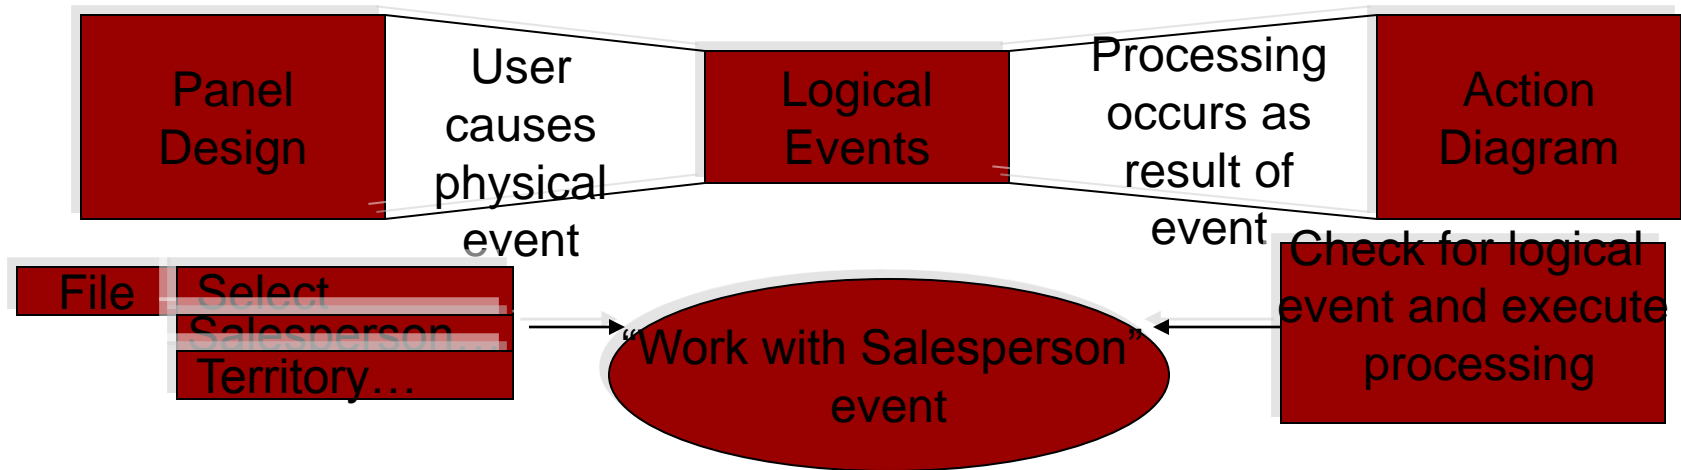 Panel
Design
User
causes
physical
event
Logical
Events
Processing
occurs as
result of
event
Action
Diagram
File
Select
Salesperson…
Territory…
“Work with Salesperson”
event
Check for logical
event and execute
processing